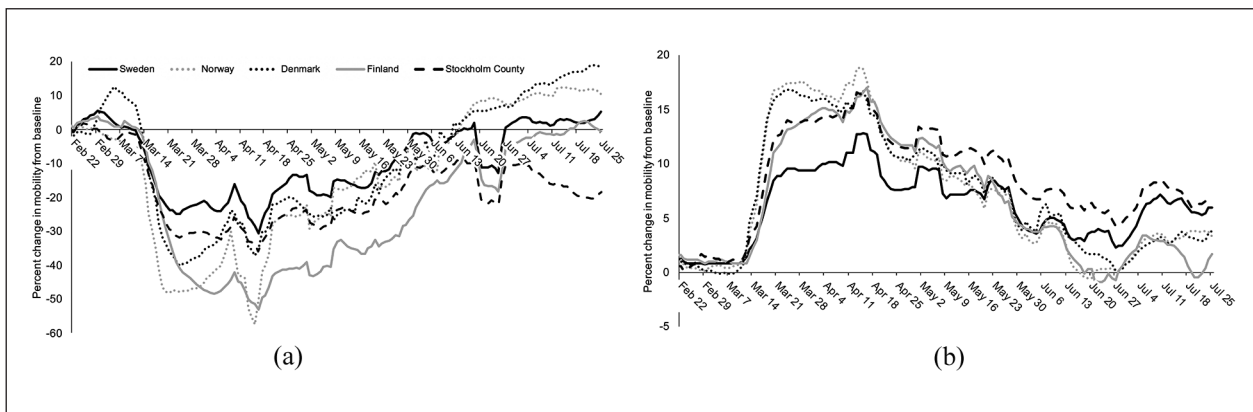 20
Sweden Norway Denmark Finland Stockholm County
10
0
-10
-20
-30
-40
-50
-60
Percent change in mobility from baseline
Feb 22 Feb 29 Mar 7 Mar 14 Mar 21 Mar 28 Apr 4 Apr 11 Apr 18 Apr 25 May 2 May 9 May 16 May 23 May 30 Jun 6 Jun 13 Jun 20 Jun 27 Jul 4 Jul 11 Jul 18 Jul 25
(a)
20
15
10
5
0
-5
Percent change in mobility from baseline
Feb 22 Feb 29 Mar 7 Mar 14 Mar 21 Mar 28 Apr 4 Apr 11 Apr 18 Apr 25 May 2 May 9 May 16 May 23 May 30 Jun 6 Jun 13 Jun 20 Jun 27 Jul 4 Jul 11 Jul 18 Jul 25
(b)